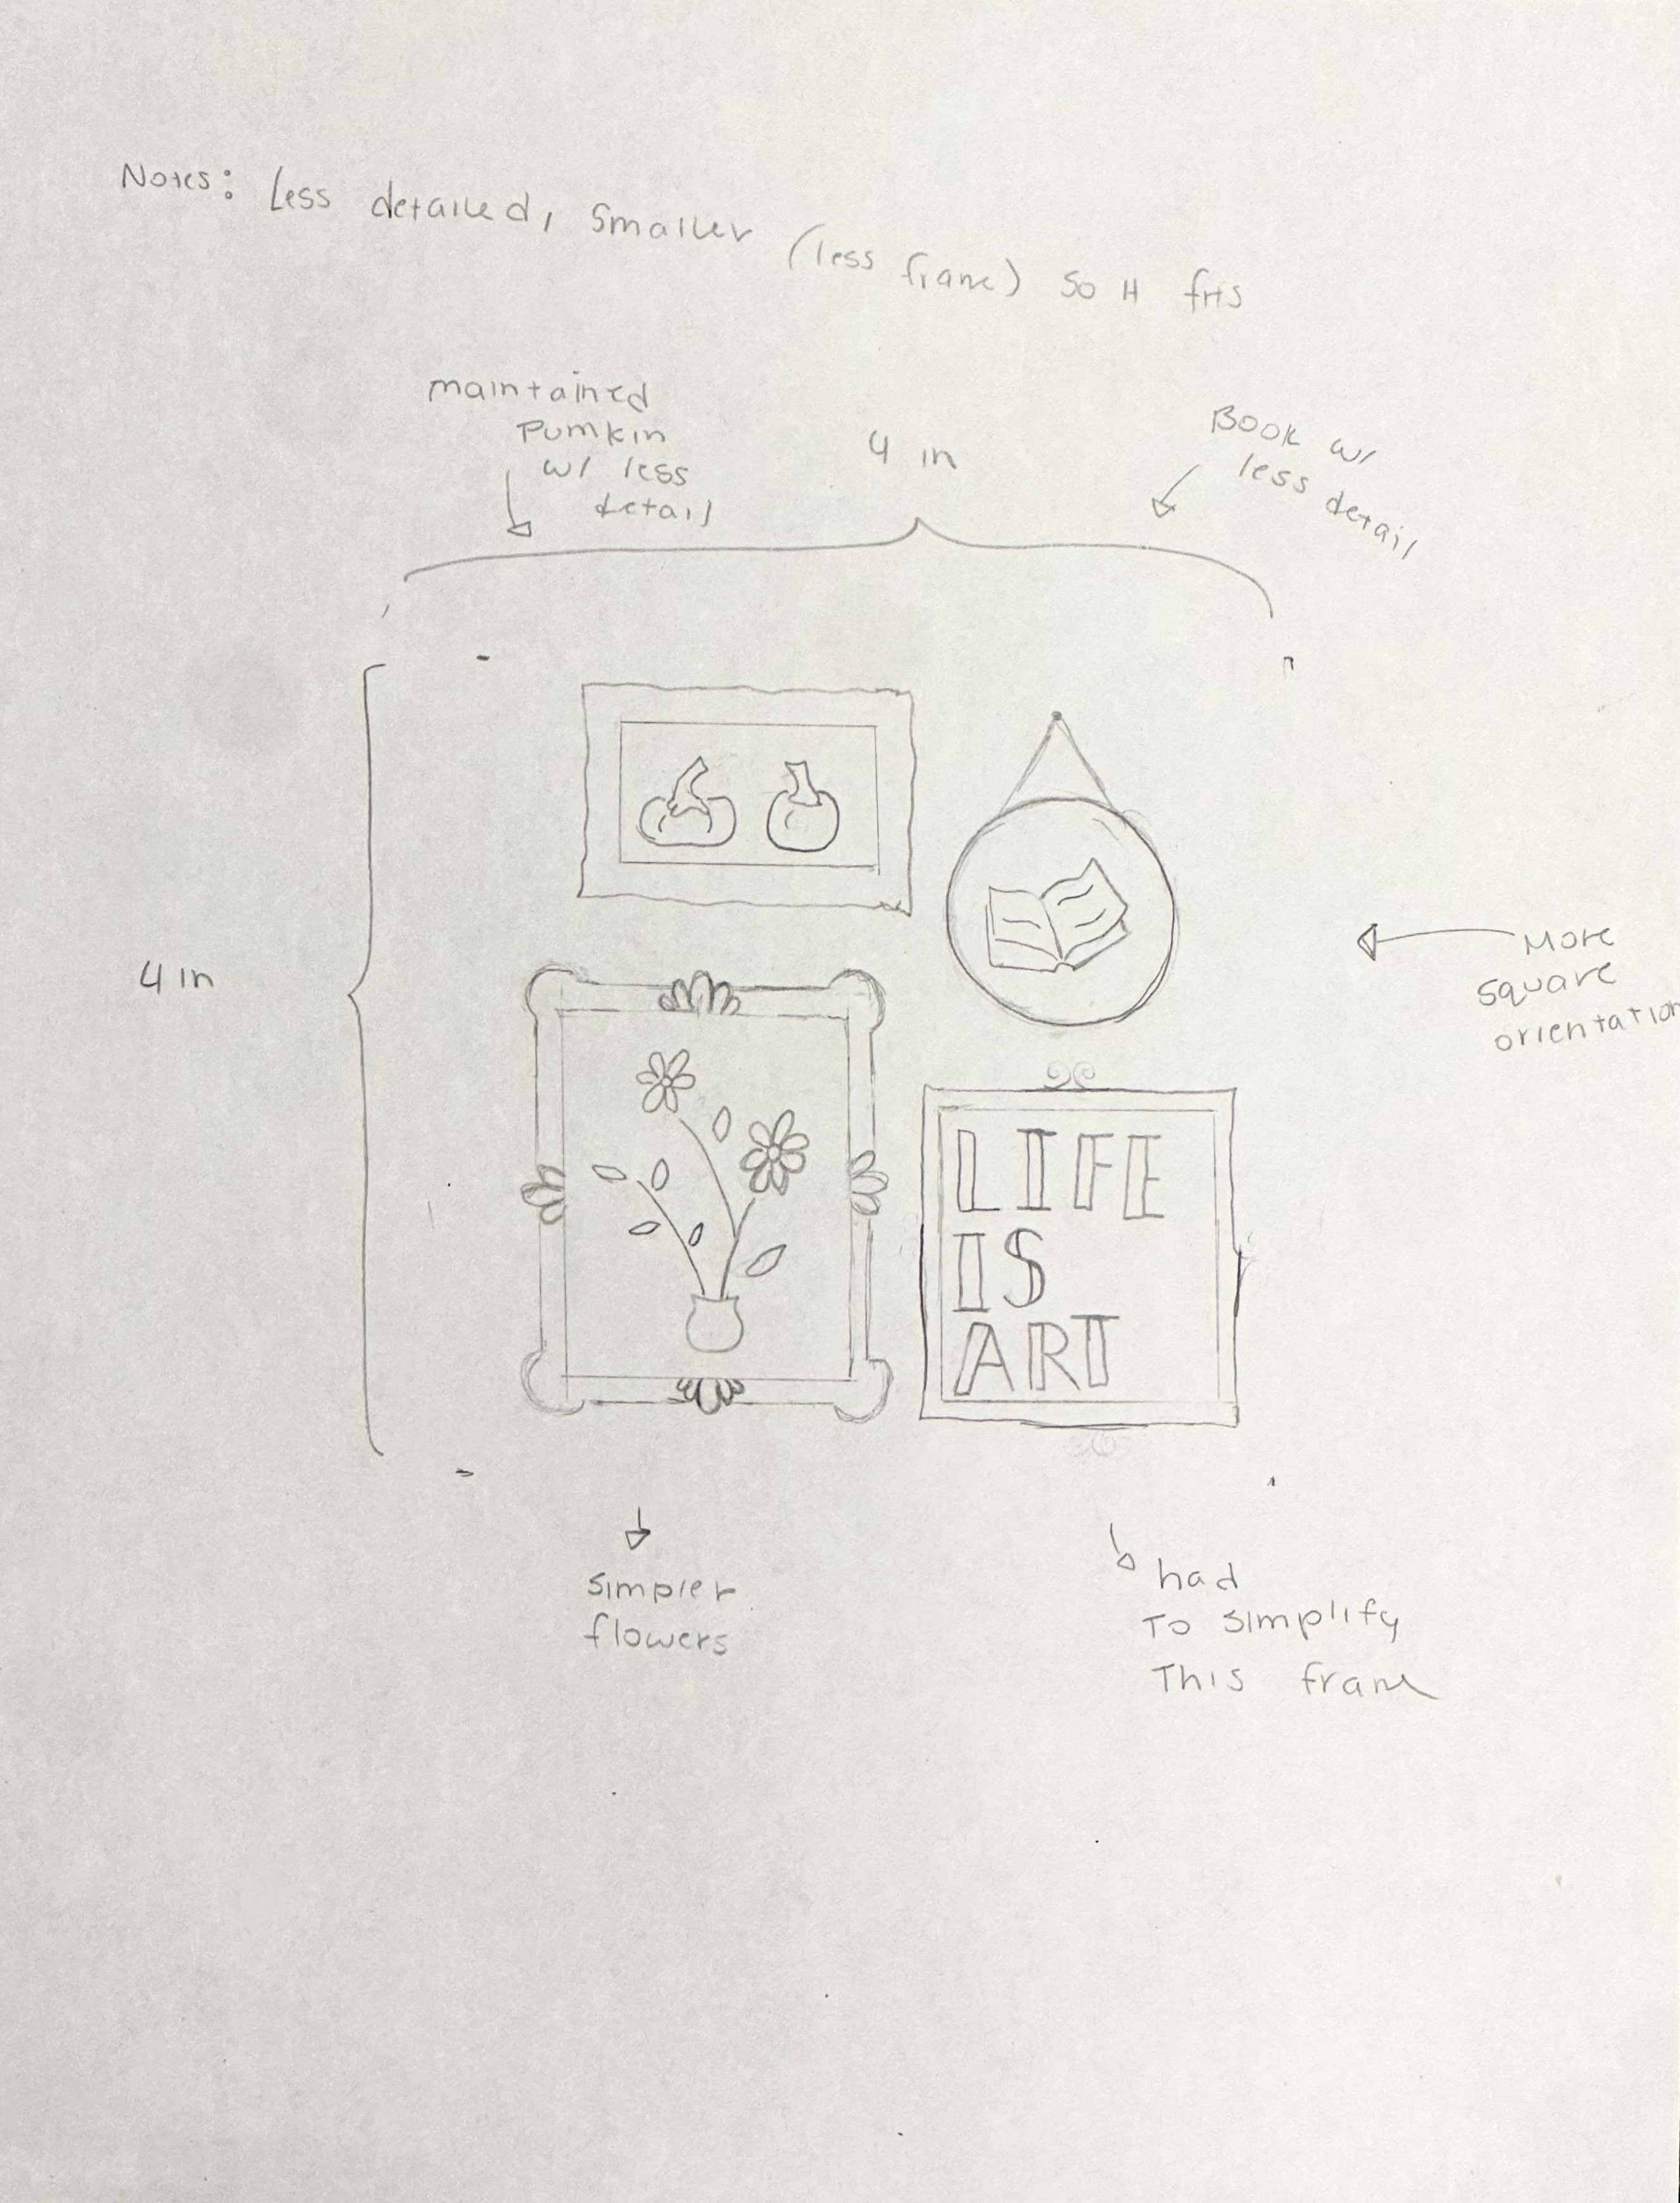 Notes: Less detailed, smaller (less frame) so it fits
maintained
Pumkin
w/ less
detail
4 in
Book w/
less detail
4 in
More
square
orientation
LIFE
IS
ART
simpler
flowers
had
To simplify
This frame